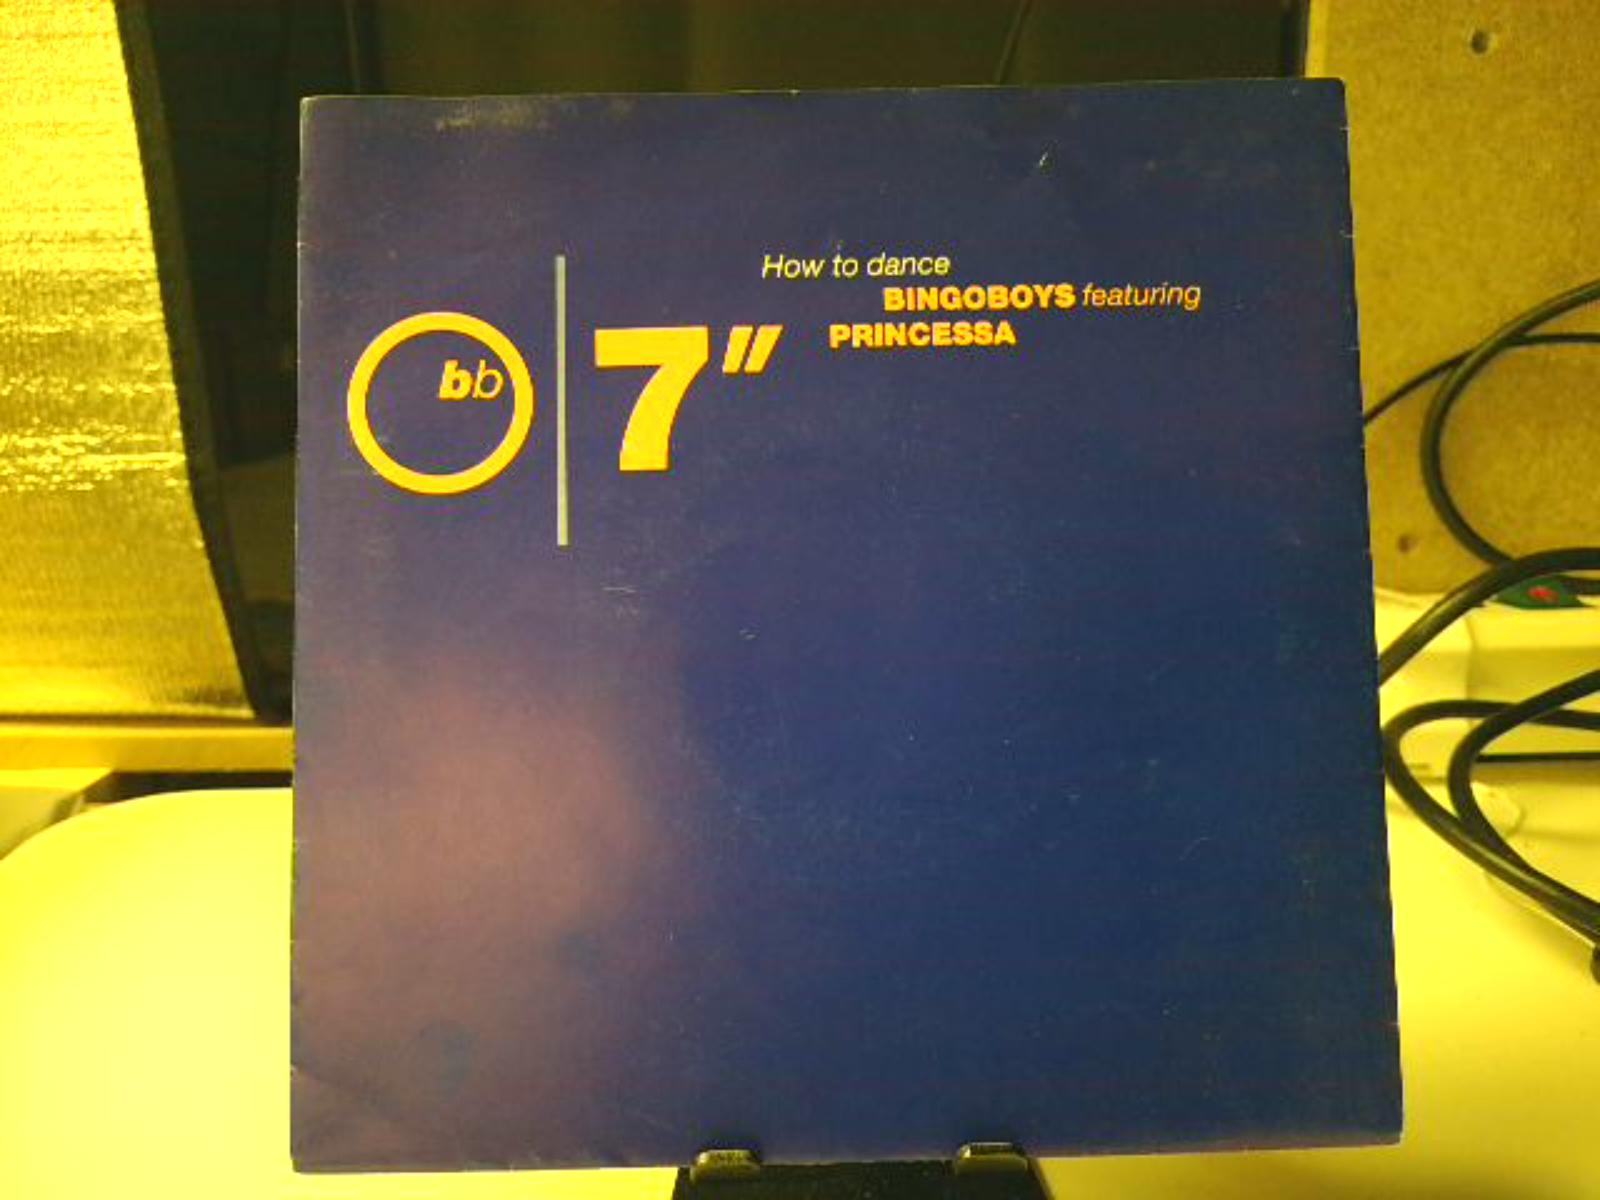 bb
7"
How to dance
BINGOBOYS featuring
PRINCESSA